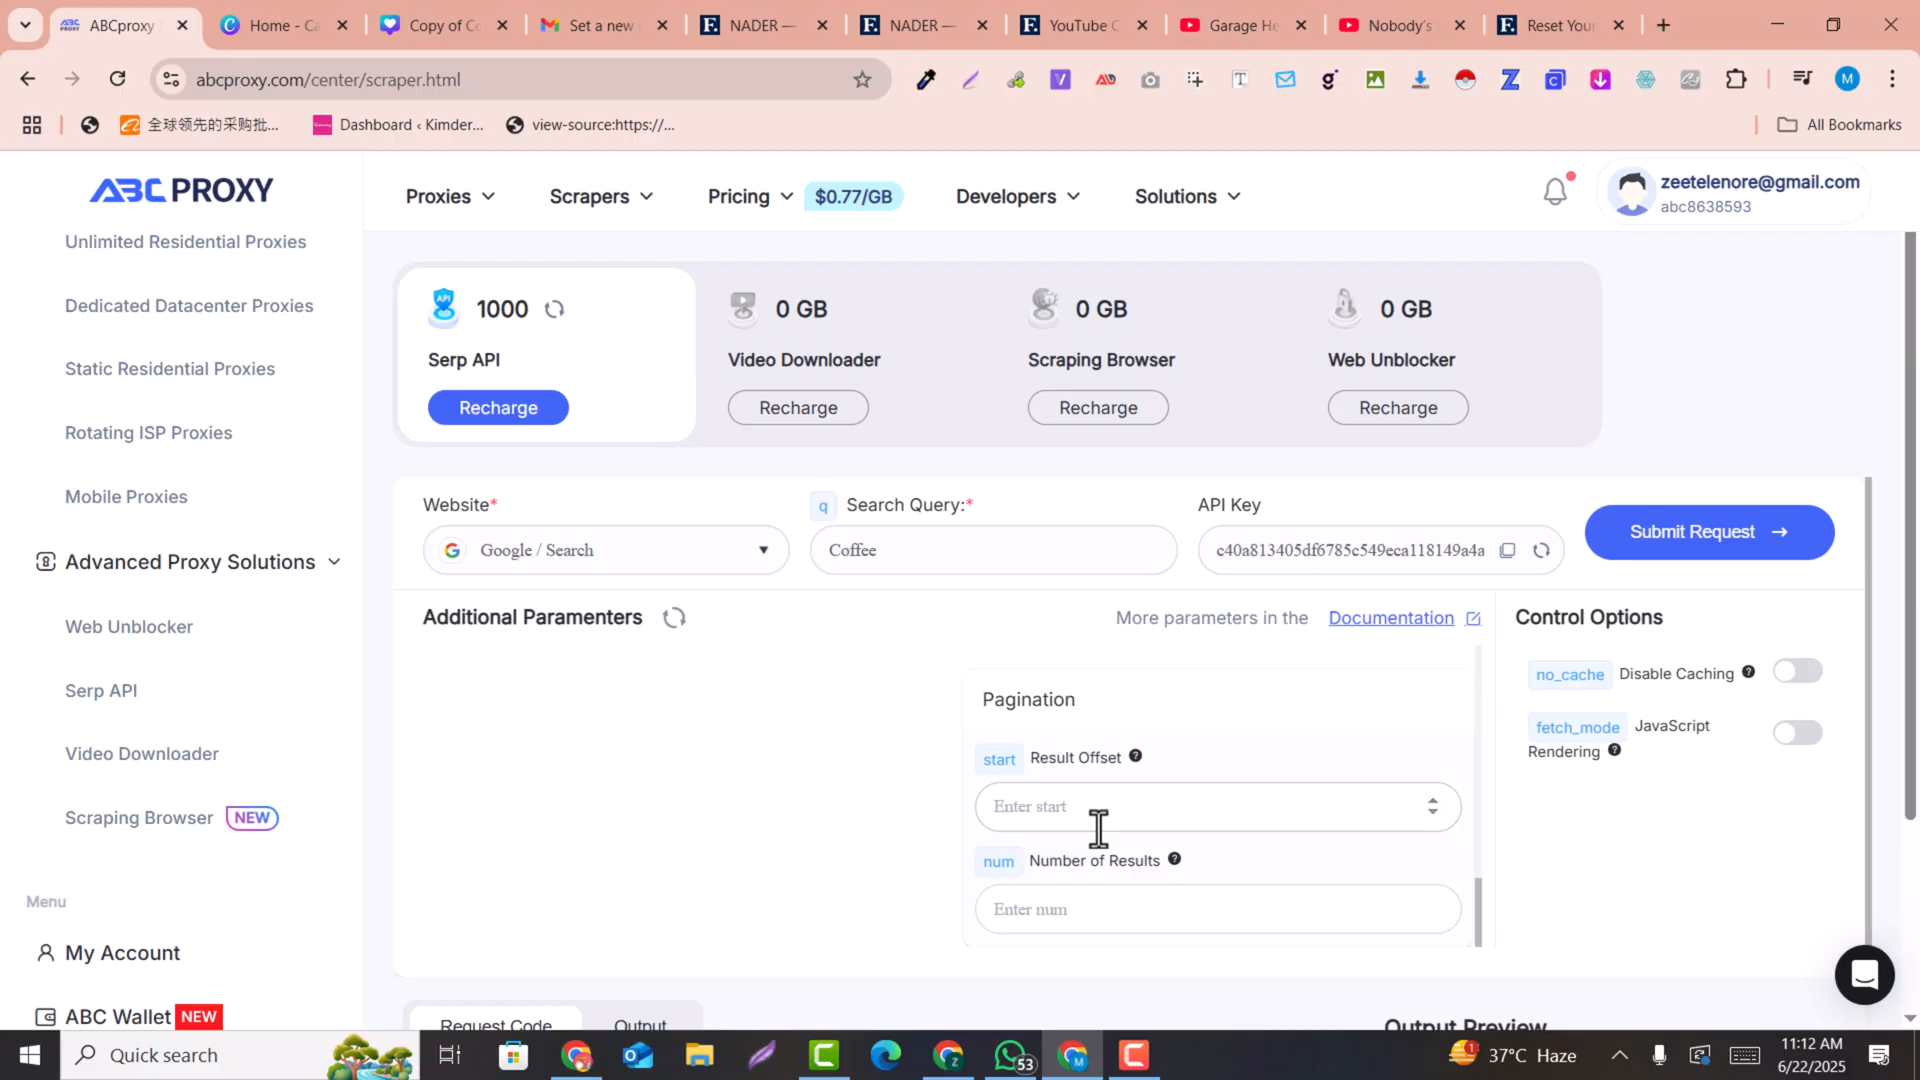 ABCproxy
Home - Ca
Copy of Co
Set a new
NADER —
NADER —
YouTube C
Garage He
Nobody's
Reset Your
abcproxy.com/center/scraper.html
全球领先的采购批...
Dashboard ‹ Kimder...
view-source:https://...
All Bookmarks
ABC PROXY
Proxies
Scrapers
Pricing
$0.77/GB
Developers
Solutions
zeetelenore@gmail.com
abc8638593
Unlimited Residential Proxies
Dedicated Datacenter Proxies
Static Residential Proxies
Rotating ISP Proxies
Mobile Proxies
Advanced Proxy Solutions
Web Unblocker
Serp API
Video Downloader
Scraping Browser NEW
Menu
My Account
ABC Wallet NEW
1000
Serp API
Recharge
0 GB
Video Downloader
Recharge
0 GB
Scraping Browser
Recharge
0 GB
Web Unblocker
Recharge
Website*
Google / Search
q Search Query:*
Coffee
API Key
c40a813405df6785c549eca118149a4a
Submit Request
Additional Paramenters
More parameters in the Documentation
Pagination
start Result Offset
Enter start
num Number of Results
Enter num
Control Options
no_cache Disable Caching
fetch_mode JavaScript
Rendering
Request Code
Output
Output Preview
Quick search
53
37°C Haze
11:12 AM
6/22/2025